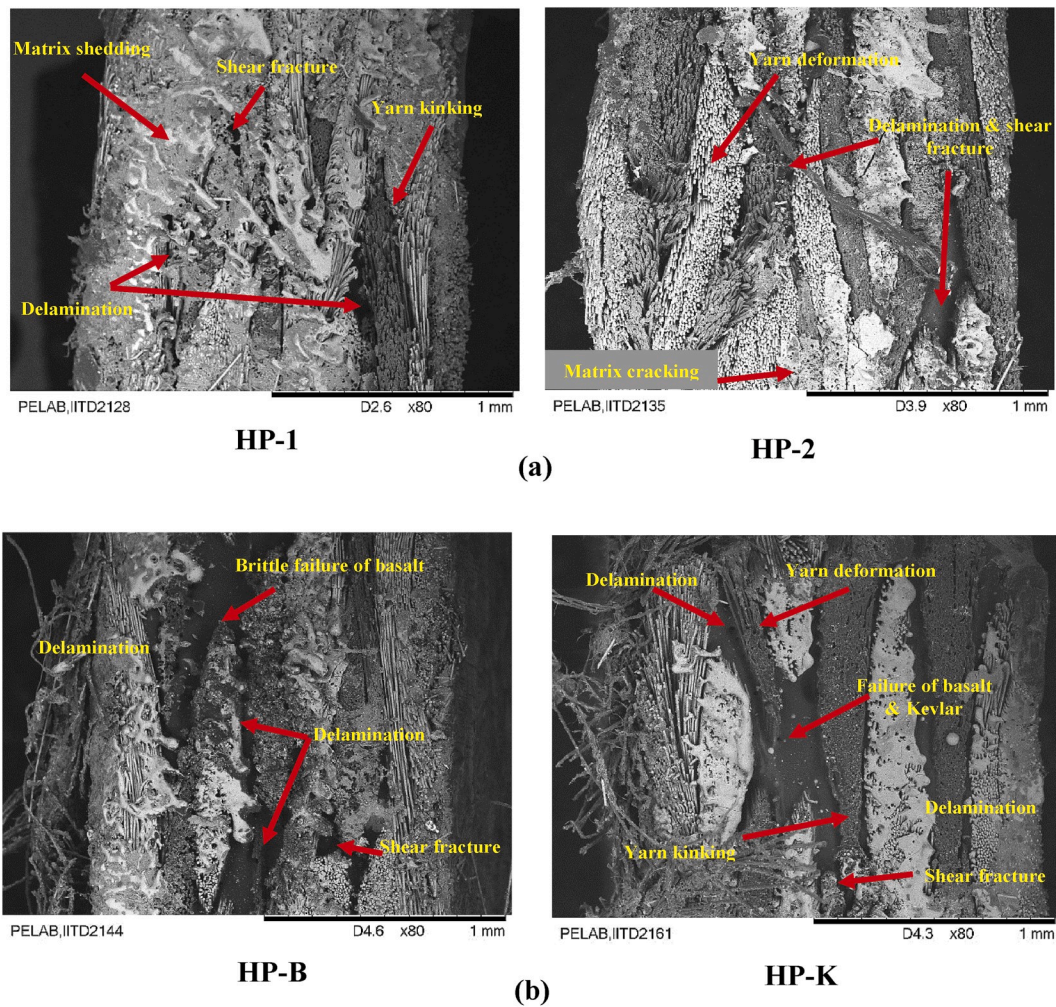 Matrix shedding
Shear fracture
Yarn kinking
Delamination
PELAB,IITD2128
D2.6 x80 1 mm
HP-1
Yarn deformation
Delamination & shear
fracture
Matrix cracking
PELAB,IITD2135
D3.9 x80 1 mm
HP-2
(a)
Brittle failure of basalt
Delamination
Delamination
Shear fracture
PELAB,IITD2144
D4.6 x80 1 mm
HP-B
Delamination
Yarn deformation
Failure of basalt
& Kevlar
Delamination
Yarn kinking
Shear fracture
PELAB,IITD2161
D4.3 x80 1 mm
HP-K
(b)